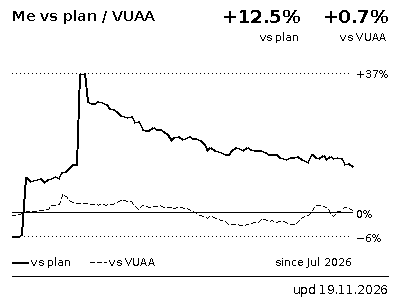 Me vs plan / VUAA
+12.5% +0.7%
vs plan vs VUAA
+37%
0%
−6%
vs plan vs VUAA since Jul 2026
upd 19.11.2026